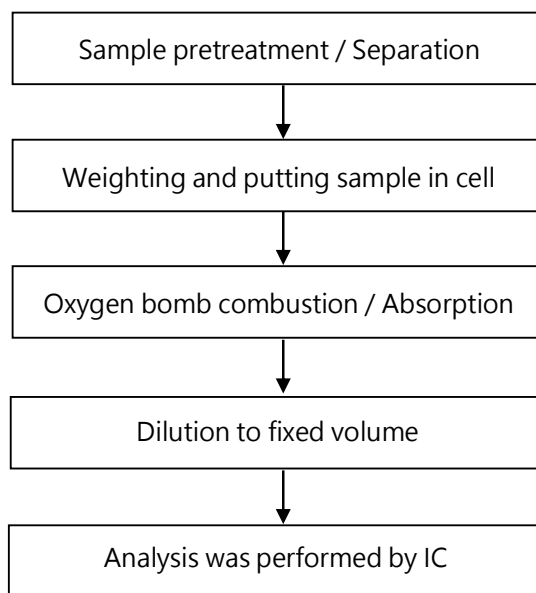 Sample pretreatment / Separation
Weighting and putting sample in cell
Oxygen bomb combustion / Absorption
Dilution to fixed volume
Analysis was performed by IC